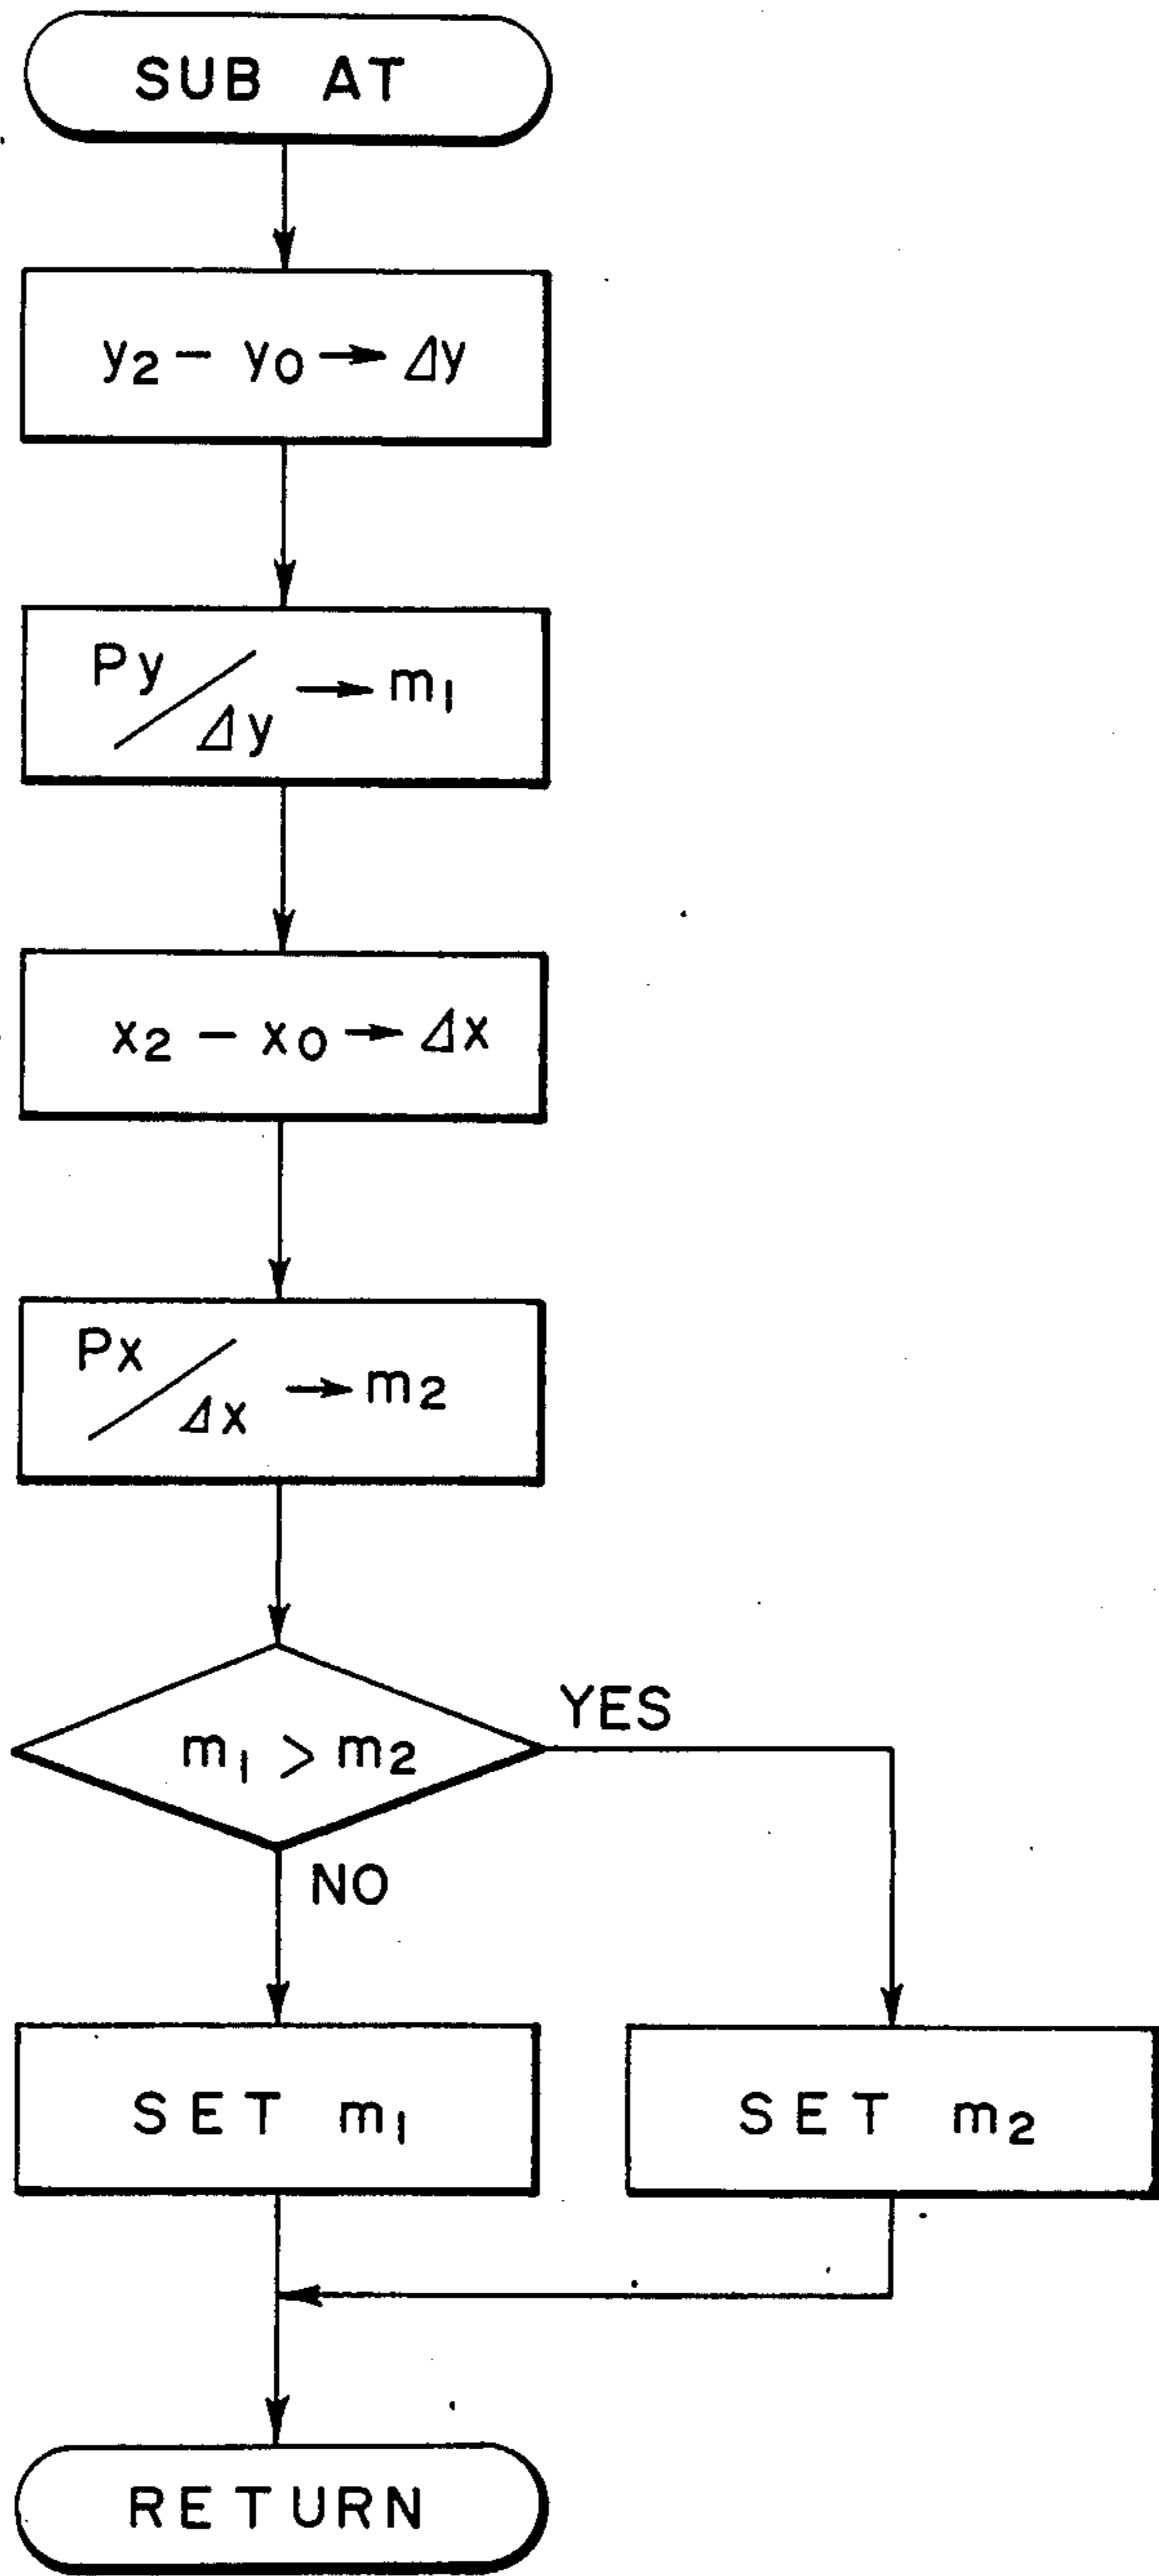 SUB AT
y₂ − y₀ → Δy
Py/Δy → m₁
x₂ − x₀ → Δx
Px/Δx → m₂
m₁ > m₂
YES
NO
SET m₁
SET m₂
RETURN